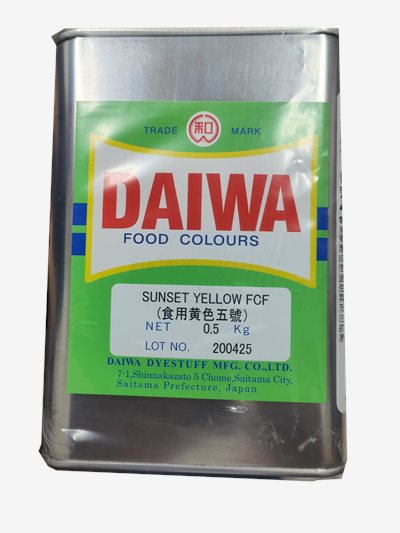 TRADE 和 MARK
DAIWA
FOOD COLOURS
SUNSET YELLOW FCF
(食用黄色五號)
NET 0.5 Kg
LOT NO. 200425
DAIWA DYESTUFF MFG. CO.,LTD.
7-1,Shinnakazato 5 Chome,Saitama City,
Saitama Prefecture, Japan